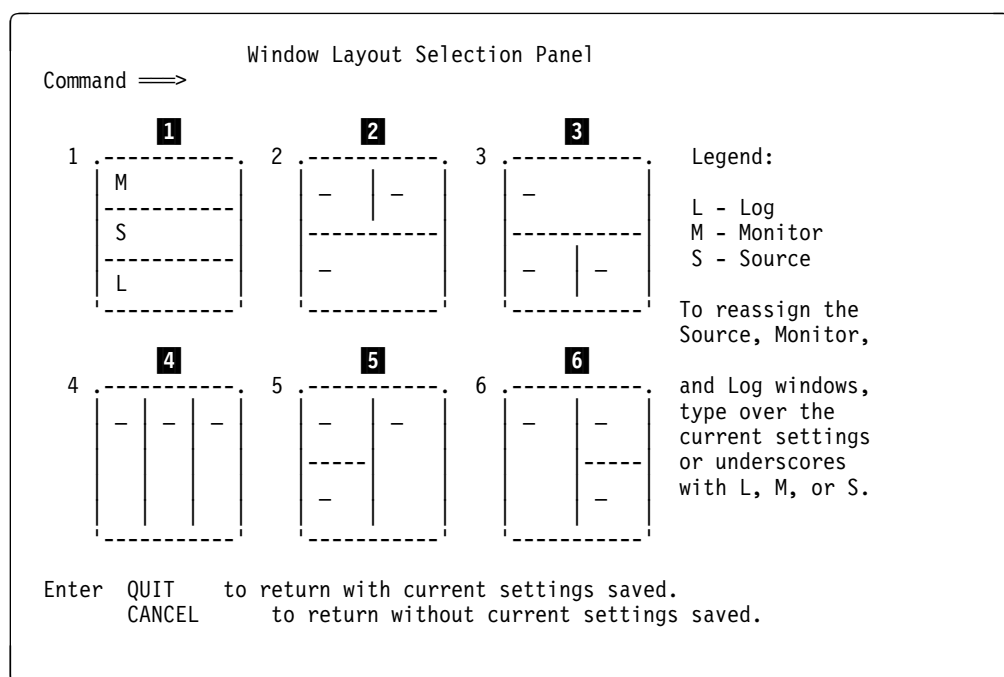 Window Layout Selection Panel
Command ===>
1 2 3
1 .-----------. 2 .-----------. 3 .-----------. Legend:
M _ _ _
----------- L - Log
S ----------- ----------- M - Monitor
----------- _ _ _ S - Source
L
'-----------' '-----------' '-----------' To reassign the
Source, Monitor,
4 5 6
4 .-----------. 5 .-----------. 6 .-----------. and Log windows,
_ _ _ _ _ _ _ type over the
current settings
----- ----- or underscores
_ _ with L, M, or S.
'-----------' '-----------' '-----------'
Enter QUIT to return with current settings saved.
CANCEL to return without current settings saved.